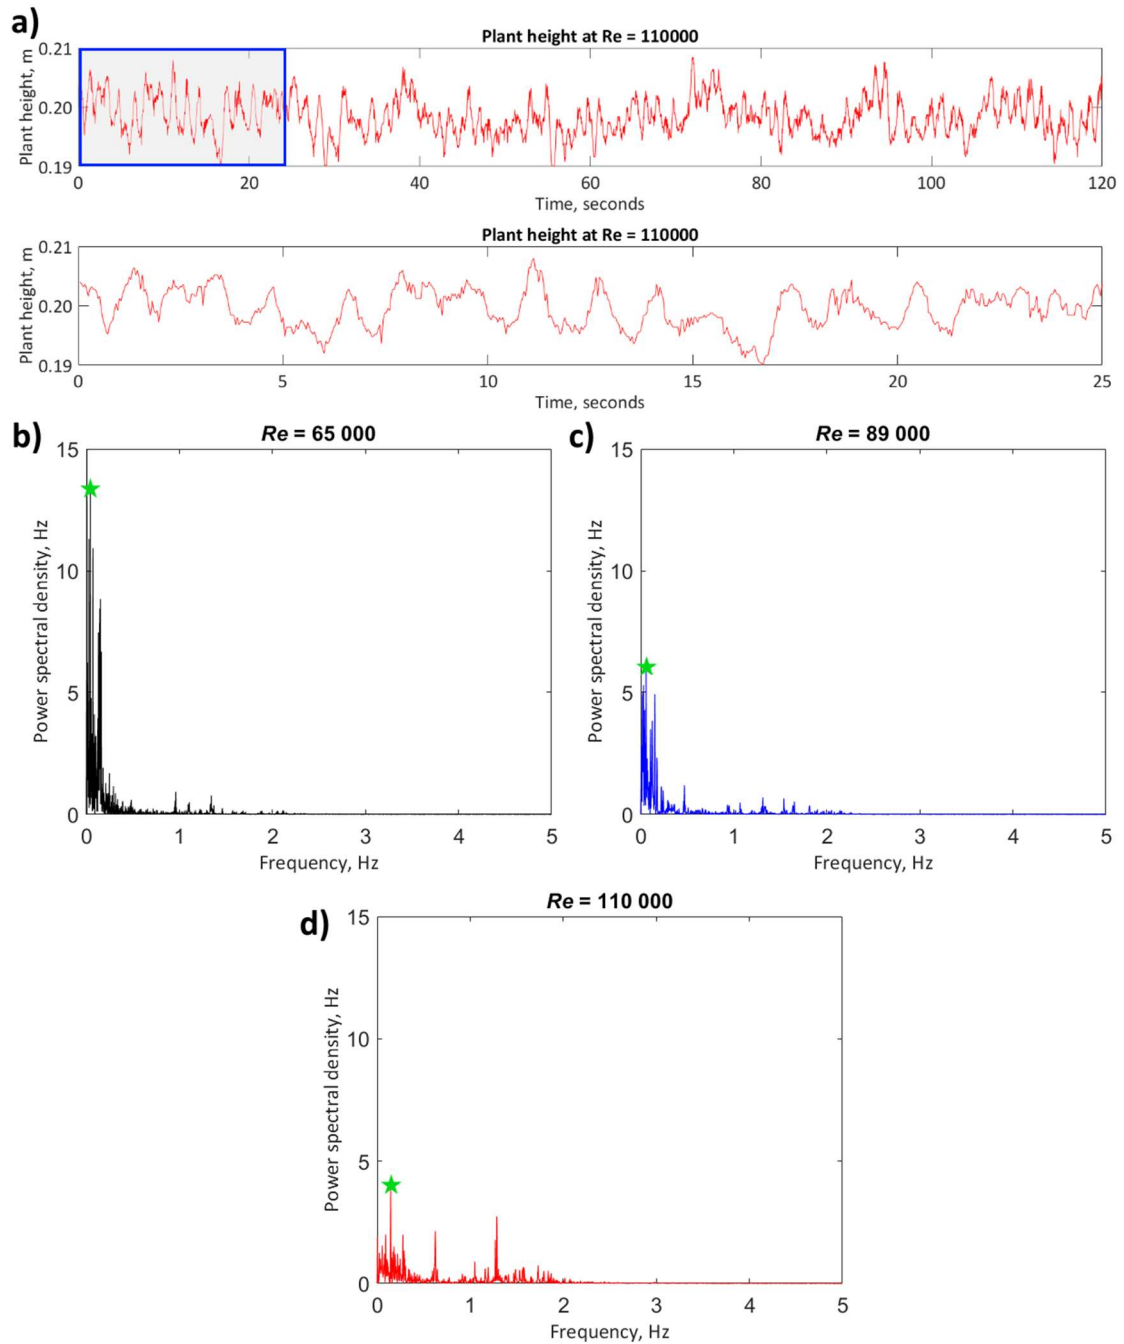 a)
Plant height at Re = 110000
Plant height, m
0.21
0.20
0.19
0 20 40 60 80 100 120
Time, seconds
Plant height at Re = 110000
Plant height, m
0.21
0.20
0.19
0 5 10 15 20 25
Time, seconds
b)
Re = 65 000
Power spectral density, Hz
15
10
5
0
0 1 2 3 4 5
Frequency, Hz
c)
Re = 89 000
Power spectral density, Hz
15
10
5
0
0 1 2 3 4 5
Frequency, Hz
d)
Re = 110 000
Power spectral density, Hz
15
10
5
0
0 1 2 3 4 5
Frequency, Hz